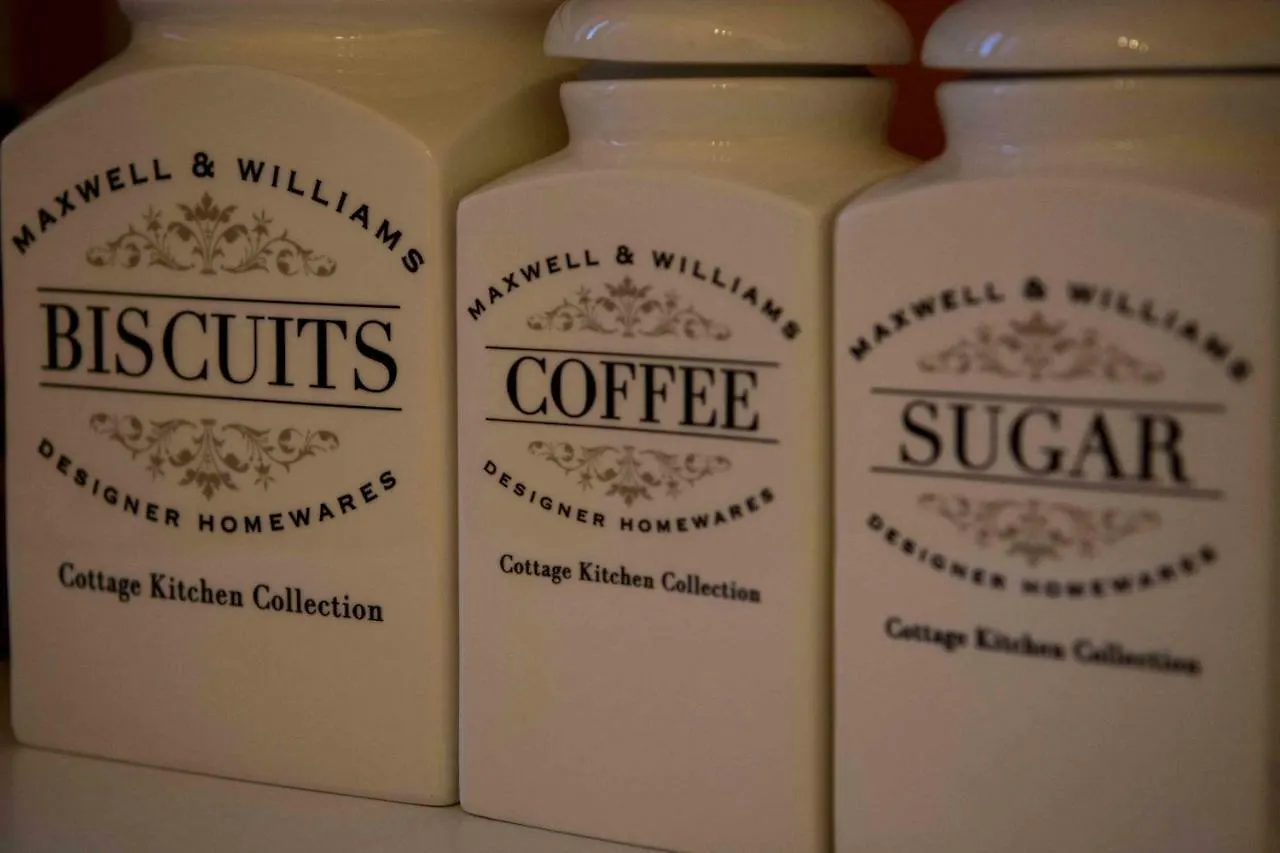 MAXWELL & WILLIAMS
BISCUITS
DESIGNER HOMEWARES
Cottage Kitchen Collection
MAXWELL & WILLIAMS
COFFEE
DESIGNER HOMEWARES
Cottage Kitchen Collection
MAXWELL & WILLIAMS
SUGAR
DESIGNER HOMEWARES
Cottage Kitchen Collection